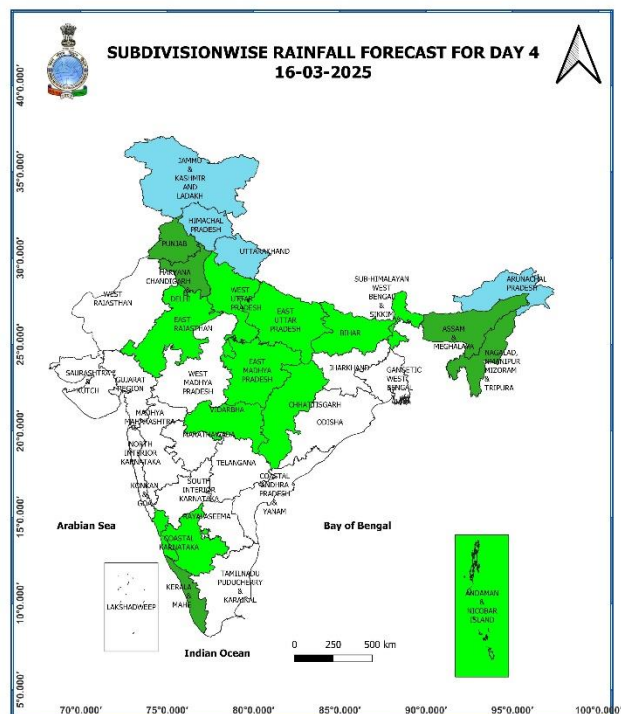 SUBDIVISIONWISE RAINFALL FORECAST FOR DAY 4
16-03-2025
40°0.000'
35°0.000'
30°0.000'
25°0.000'
20°0.000'
15°0.000'
10°0.000'
5°0.000'
JAMMU
&
KASHMIR
AND
LADAKH
HIMACHAL
PRADESH
PUNJAB
UTTARAKHAND
HARYANA
CHANDIGARH
&
DELHI
WEST
RAJASTHAN
EAST
RAJASTHAN
WEST
UTTAR
PRADESH
EAST
UTTAR
PRADESH
SUB-HIMALAYAN
WEST
BENGAL
&
SIKKIM
ARUNACHAL
PRADESH
ASSAM
&
MEGHALAYA
NAGALAD,
MANIPUR
MIZORAM
&
TRIPURA
BIHAR
JHARKHAND
GANGETIC
WEST
BENGAL
SAURASHTRA
&
KUTCH
GUJARAT
REGION
WEST
MADHYA
PRADESH
EAST
MADHYA
PRADESH
CHHATTISGARH
ODISHA
VIDARBHA
MADHYA
MAHARASHTRA
MARATHWADA
TELANGANA
NORTH
INTERIOR
KARNATAKA
KONKAN
&
GOA
SOUTH
INTERIOR
KARNATAKA
COASTAL
ANDHRA
PRADESH
&
YANAM
RAYALASEEMA
COASTAL
KARNATAKA
Arabian Sea
Bay of Bengal
LAKSHADWEEP
KERALA
&
MAHE
TAMILNADU
PUDUCHERRY
&
KARAIKAL
ANDAMAN
&
NICOBAR
ISLAND
Indian Ocean
0 250 500 km
70°0.000' 75°0.000' 80°0.000' 85°0.000' 90°0.000' 95°0.000' 100°0.000'